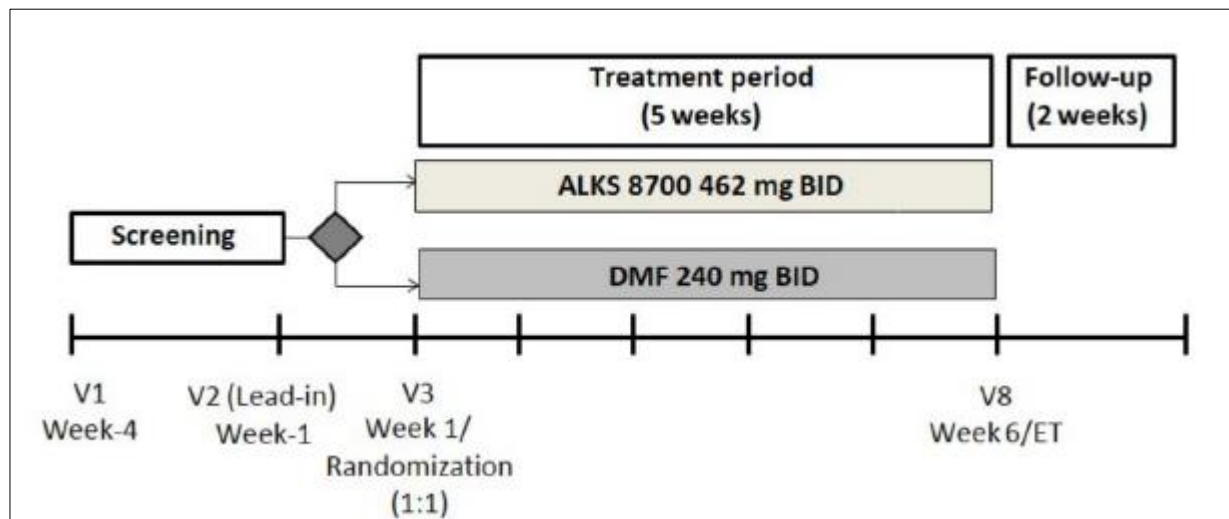 Treatment period
(5 weeks)
Follow-up
(2 weeks)
ALKS 8700 462 mg BID
Screening
DMF 240 mg BID
V1
Week-4
V2 (Lead-in)
Week-1
V3
Week 1/
Randomization
(1:1)
V8
Week 6/ET